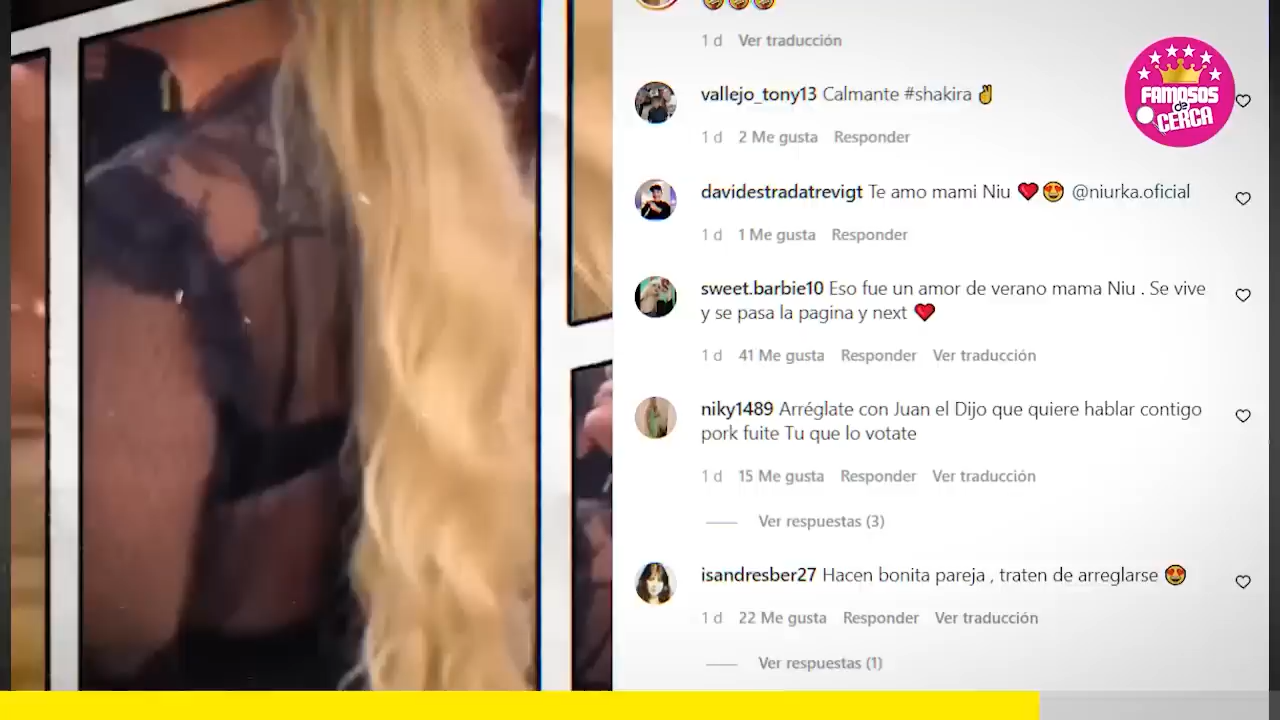 1 d Ver traducción
FAMOSOS
de
CERCA
vallejo_tony13 Calmante #shakira ✌
1 d 2 Me gusta Responder
davidestradatrevigt Te amo mami Niu ❤️😍 @niurka.oficial
1 d 1 Me gusta Responder
sweet.barbie10 Eso fue un amor de verano mama Niu . Se vive
y se pasa la pagina y next ❤️
1 d 41 Me gusta Responder Ver traducción
niky1489 Arréglate con Juan el Dijo que quiere hablar contigo
pork fuite Tu que lo votate
1 d 15 Me gusta Responder Ver traducción
Ver respuestas (3)
isandresber27 Hacen bonita pareja , traten de arreglarse 😍
1 d 22 Me gusta Responder Ver traducción
Ver respuestas (1)